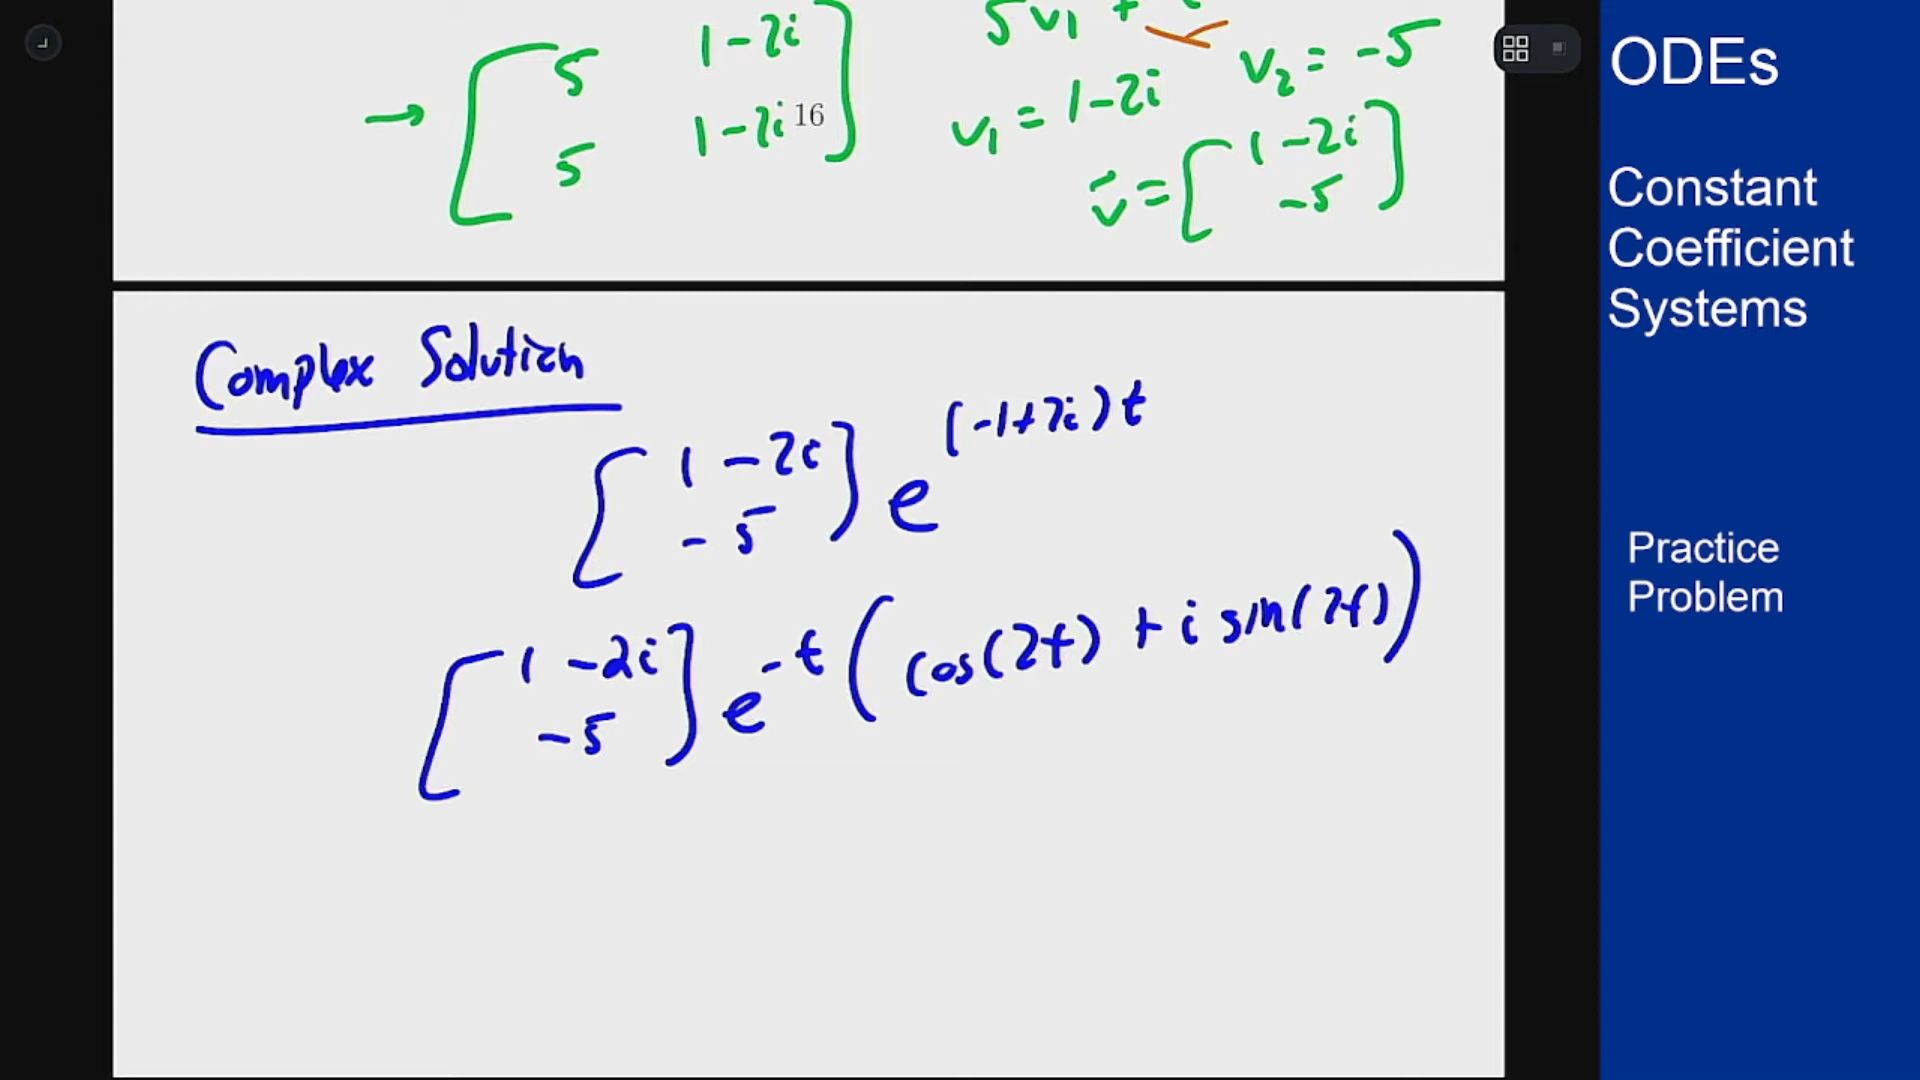 5 1-2i
5 1-2i
→
16
5v₁ +
v₁ = 1-2i v₂ = -5
v⃗ = [1 -2i
-5]
Complex Solution
[1 -2i
-5] e^(-1+2i)t
[1 -2i
-5] e^-t (cos(2t) + i sin(2t))
ODEs
Constant
Coefficient
Systems
Practice
Problem